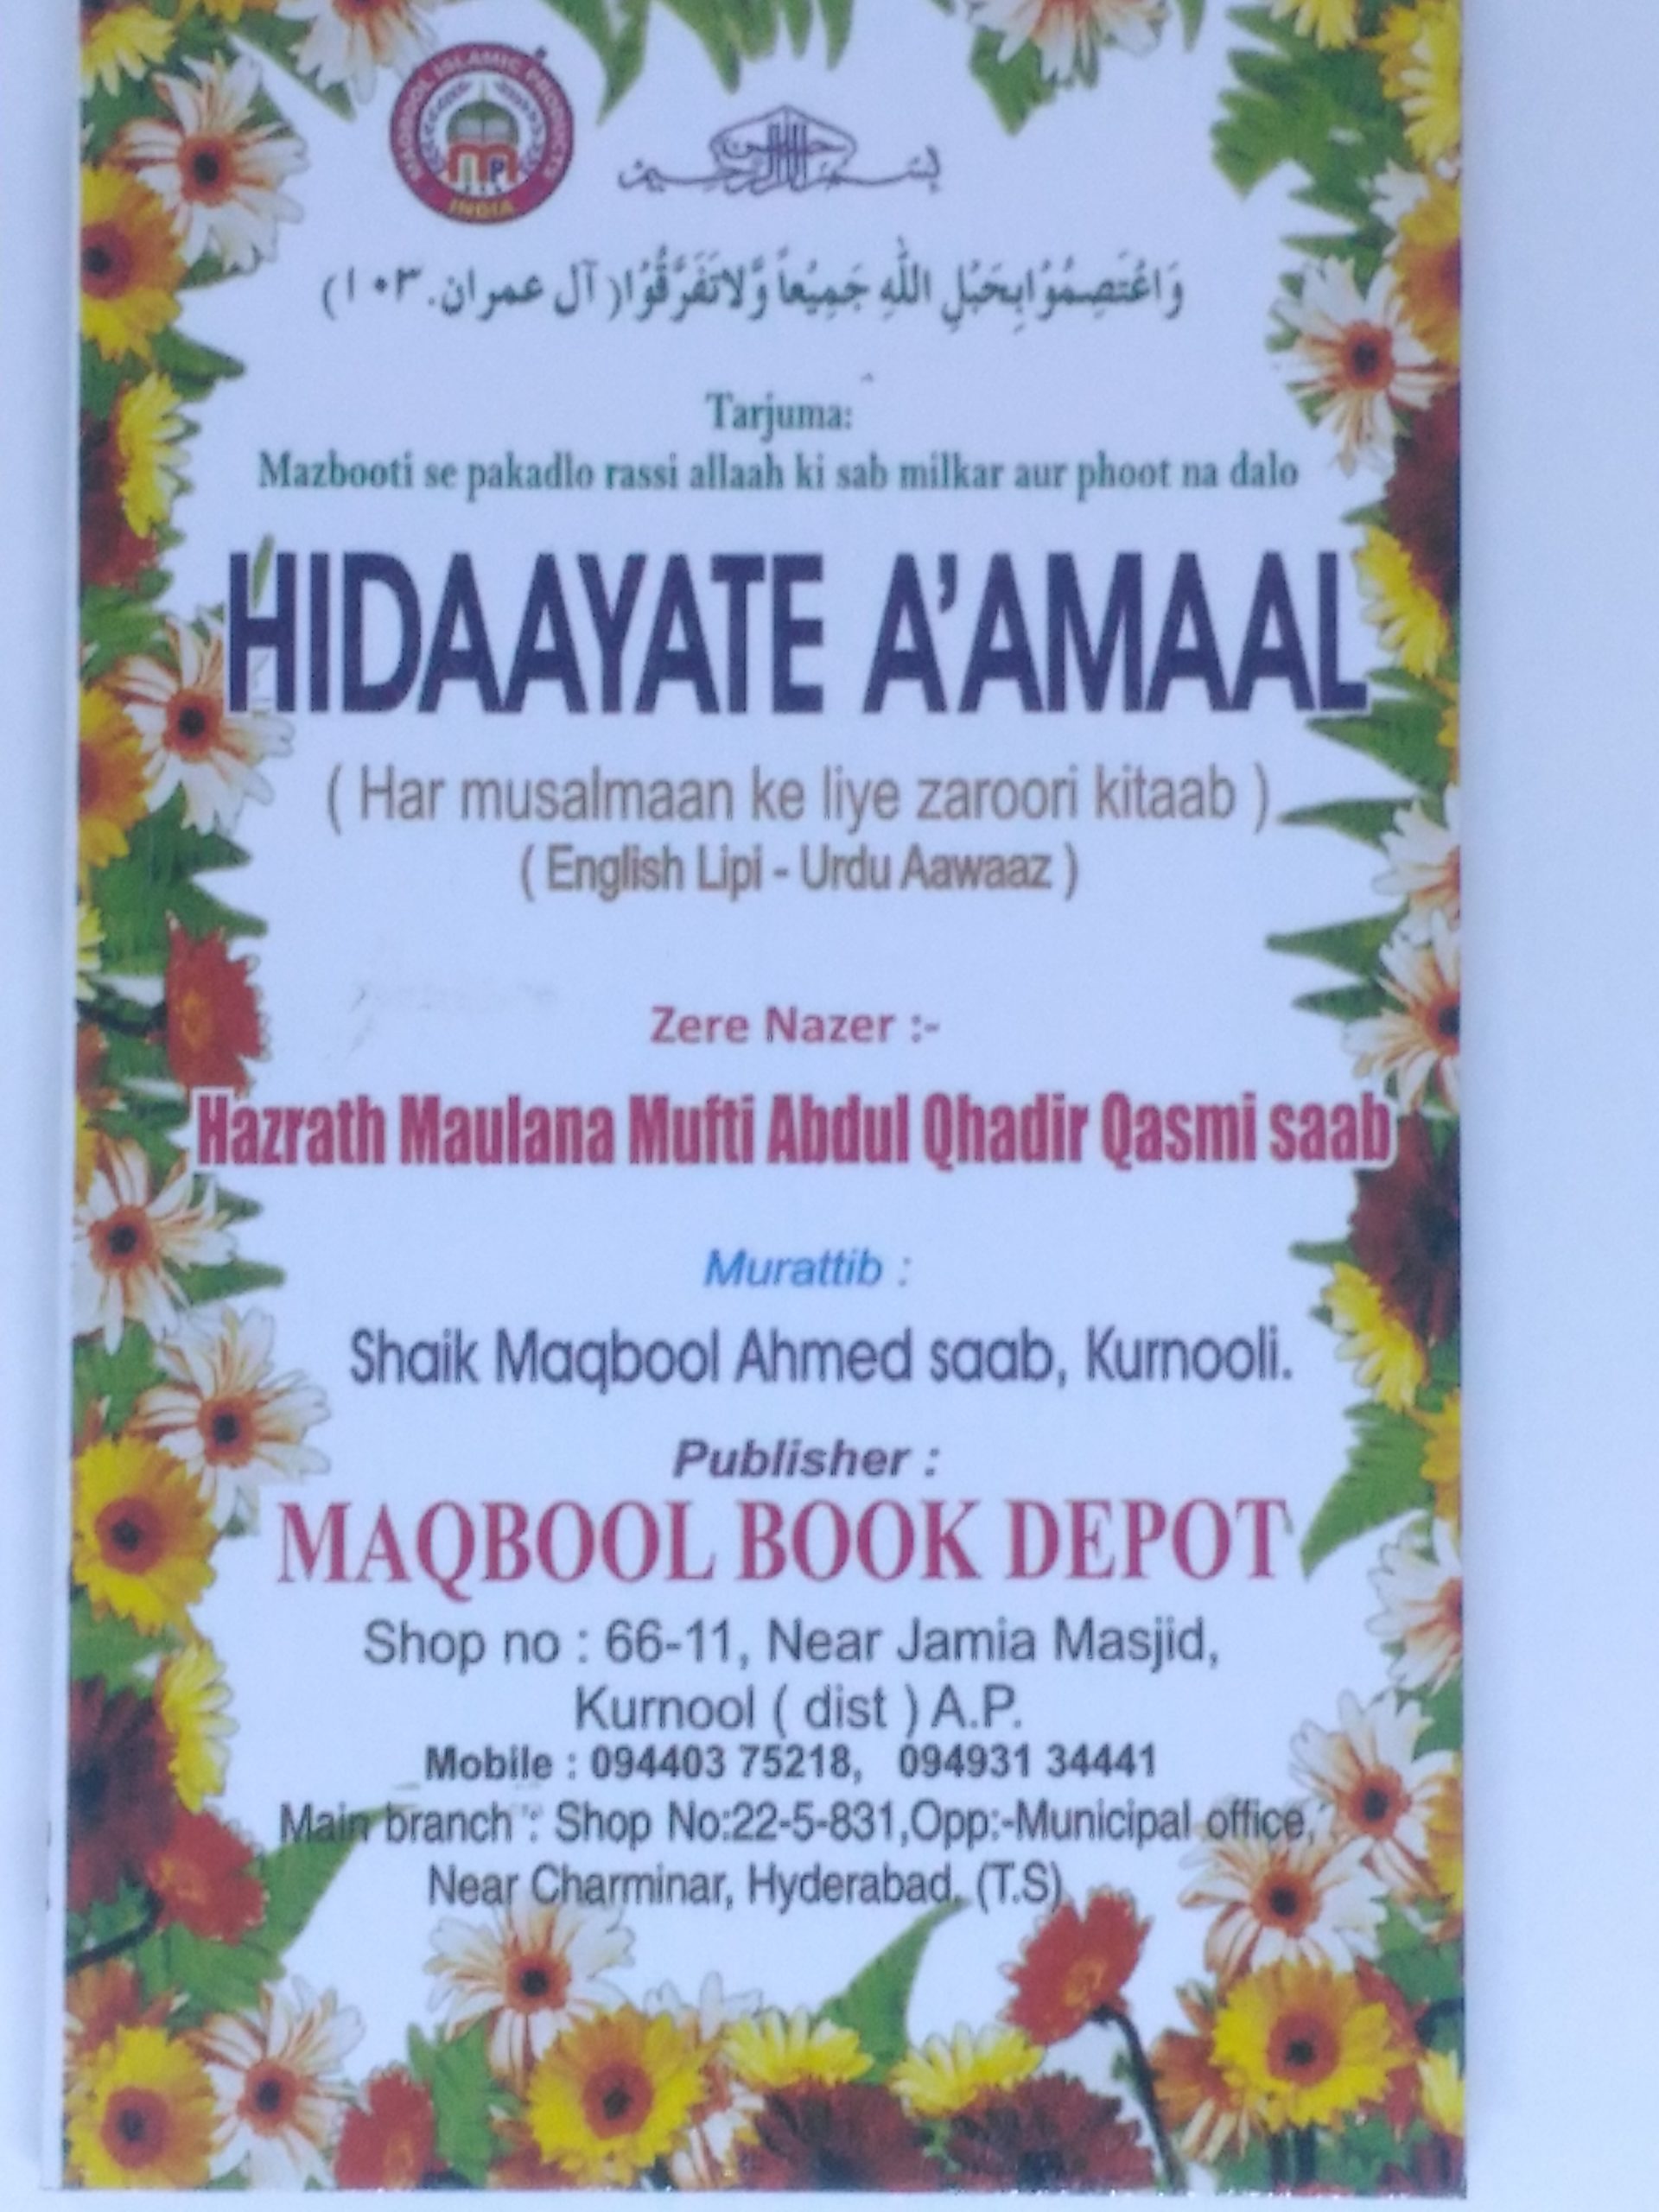 MAQBOOL ISLAMIC PRODUCTS
MIP
INDIA
بسم الله الرحمن الرحيم
وَاعْتَصِمُوْابِحَبْلِ اللّٰهِ جَمِيْعاً وَّلَاتَفَرَّقُوْا( آل عمران.۱۰۳)
Tarjuma:
Mazbooti se pakadlo rassi allaah ki sab milkar aur phoot na dalo
HIDAAYATE A'AMAAL
( Har musalmaan ke liye zaroori kitaab )
( English Lipi - Urdu Aawaaz )
Zere Nazer :-
Hazrath Maulana Mufti Abdul Qhadir Qasmi saab
Murattib :
Shaik Maqbool Ahmed saab, Kurnooli.
Publisher :
MAQBOOL BOOK DEPOT
Shop no : 66-11, Near Jamia Masjid,
Kurnool ( dist ) A.P.
Mobile : 094403 75218, 094931 34441
Main branch : Shop No:22-5-831,Opp:-Municipal office,
Near Charminar, Hyderabad. (T.S)